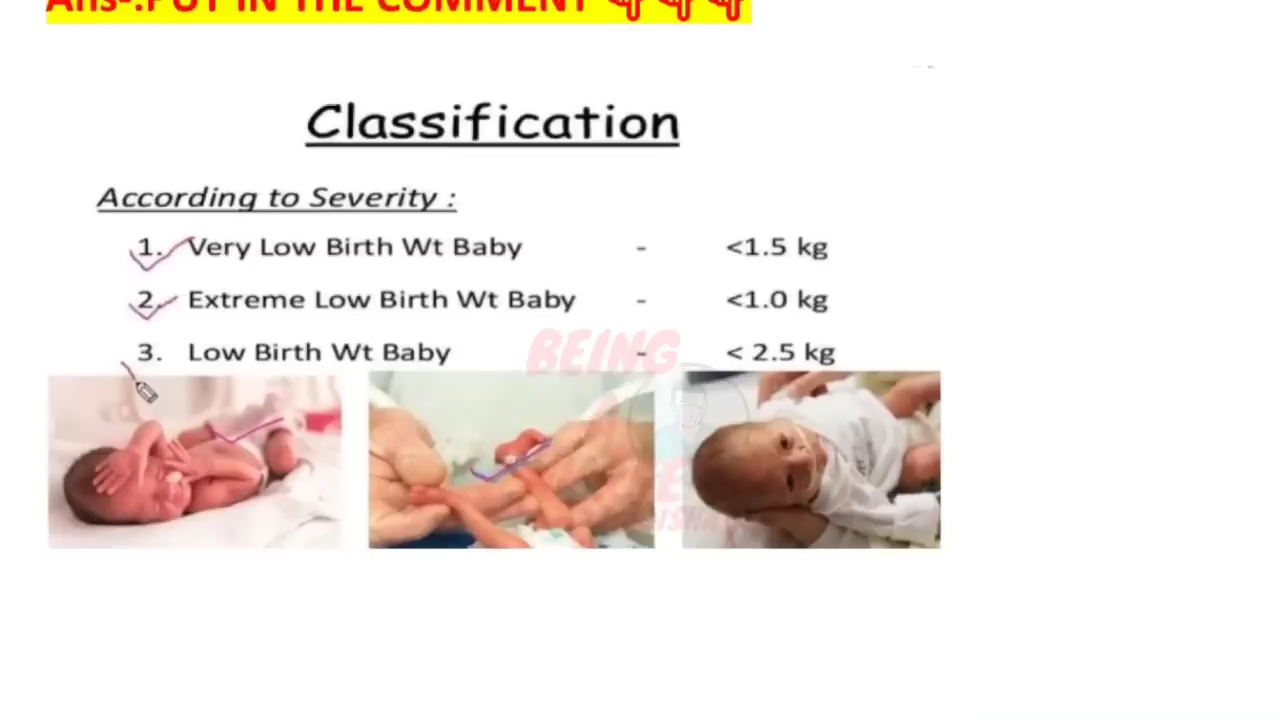 Ans-:PUT IN THE COMMENT 👇👇👇
Classification
According to Severity :
1. Very Low Birth Wt Baby - <1.5 kg
2. Extreme Low Birth Wt Baby - <1.0 kg
3. Low Birth Wt Baby - < 2.5 kg
BEING